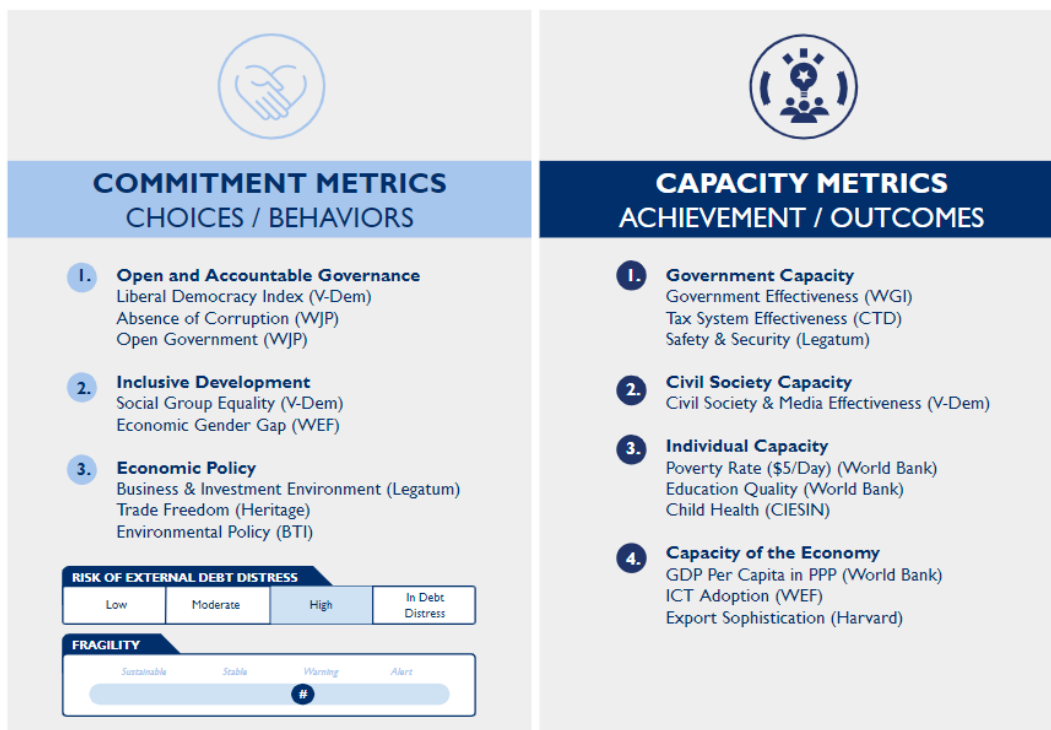 COMMITMENT METRICS
CHOICES / BEHAVIORS
1. Open and Accountable Governance
Liberal Democracy Index (V-Dem)
Absence of Corruption (WJP)
Open Government (WJP)
2. Inclusive Development
Social Group Equality (V-Dem)
Economic Gender Gap (WEF)
3. Economic Policy
Business & Investment Environment (Legatum)
Trade Freedom (Heritage)
Environmental Policy (BTI)
RISK OF EXTERNAL DEBT DISTRESS
Low Moderate High In Debt
Distress
FRAGILITY
Sustainable Stable Warning Alert
#
CAPACITY METRICS
ACHIEVEMENT / OUTCOMES
1. Government Capacity
Government Effectiveness (WGI)
Tax System Effectiveness (CTD)
Safety & Security (Legatum)
2. Civil Society Capacity
Civil Society & Media Effectiveness (V-Dem)
3. Individual Capacity
Poverty Rate ($5/Day) (World Bank)
Education Quality (World Bank)
Child Health (CIESIN)
4. Capacity of the Economy
GDP Per Capita in PPP (World Bank)
ICT Adoption (WEF)
Export Sophistication (Harvard)